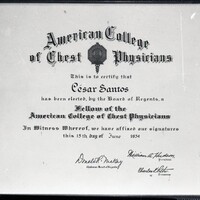 American College
of Chest Physicians
This is to certify that
César Santos
has been elected, by the Board of Regents, a
Fellow of the
American College of Chest Physicians
In Witness Whereof, we have affixed our signatures
this 13th day of June